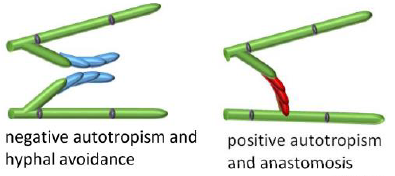 negative autotropism and
hyphal avoidance
positive autotropism
and anastomosis